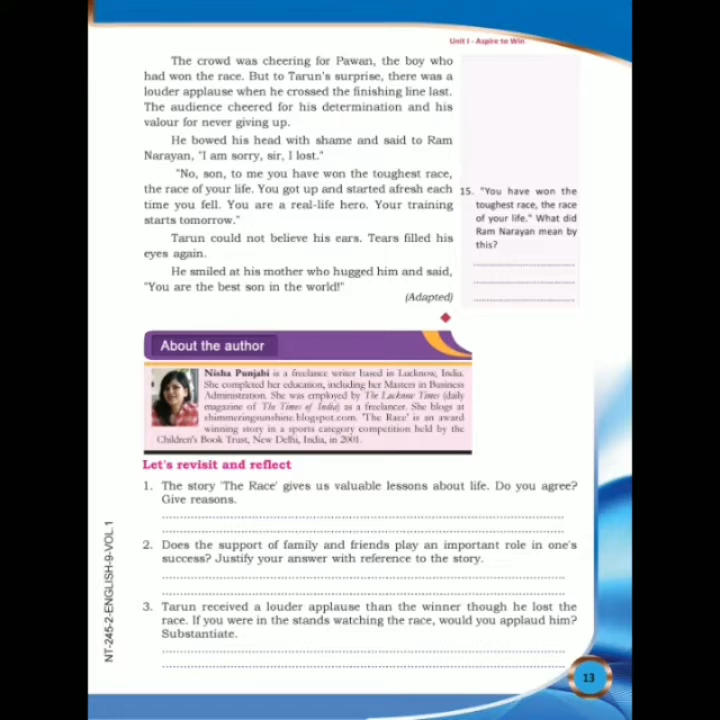 Unit I - Aspire to Win
The crowd was cheering for Pawan, the boy who
had won the race. But to Tarun's surprise, there was a
louder applause when he crossed the finishing line last.
The audience cheered for his determination and his
valour for never giving up.
He bowed his head with shame and said to Ram
Narayan, "I am sorry, sir, I lost."
"No, son, to me you have won the toughest race,
the race of your life. You got up and started afresh each
time you fell. You are a real-life hero. Your training
starts tomorrow."
Tarun could not believe his ears. Tears filled his
eyes again.
He smiled at his mother who hugged him and said,
"You are the best son in the world!"
(Adapted)
15. "You have won the
toughest race, the race
of your life." What did
Ram Narayan mean by
this?
About the author
Nisha Punjabi is a freelance writer based in Lucknow, India.
She completed her education, including her Masters in Business
Administration. She was employed by The Lucknow Times (daily
magazine of The Times of India) as a freelancer. She blogs at
shimmeringsunshine.blogspot.com. 'The Race' is an award
winning story in a sports category competition held by the
Children's Book Trust, New Delhi, India, in 2001.
Let's revisit and reflect
1. The story 'The Race' gives us valuable lessons about life. Do you agree?
Give reasons.
2. Does the support of family and friends play an important role in one's
success? Justify your answer with reference to the story.
3. Tarun received a louder applause than the winner though he lost the
race. If you were in the stands watching the race, would you applaud him?
Substantiate.
NT-245-2-ENGLISH-9-VOL.1
13